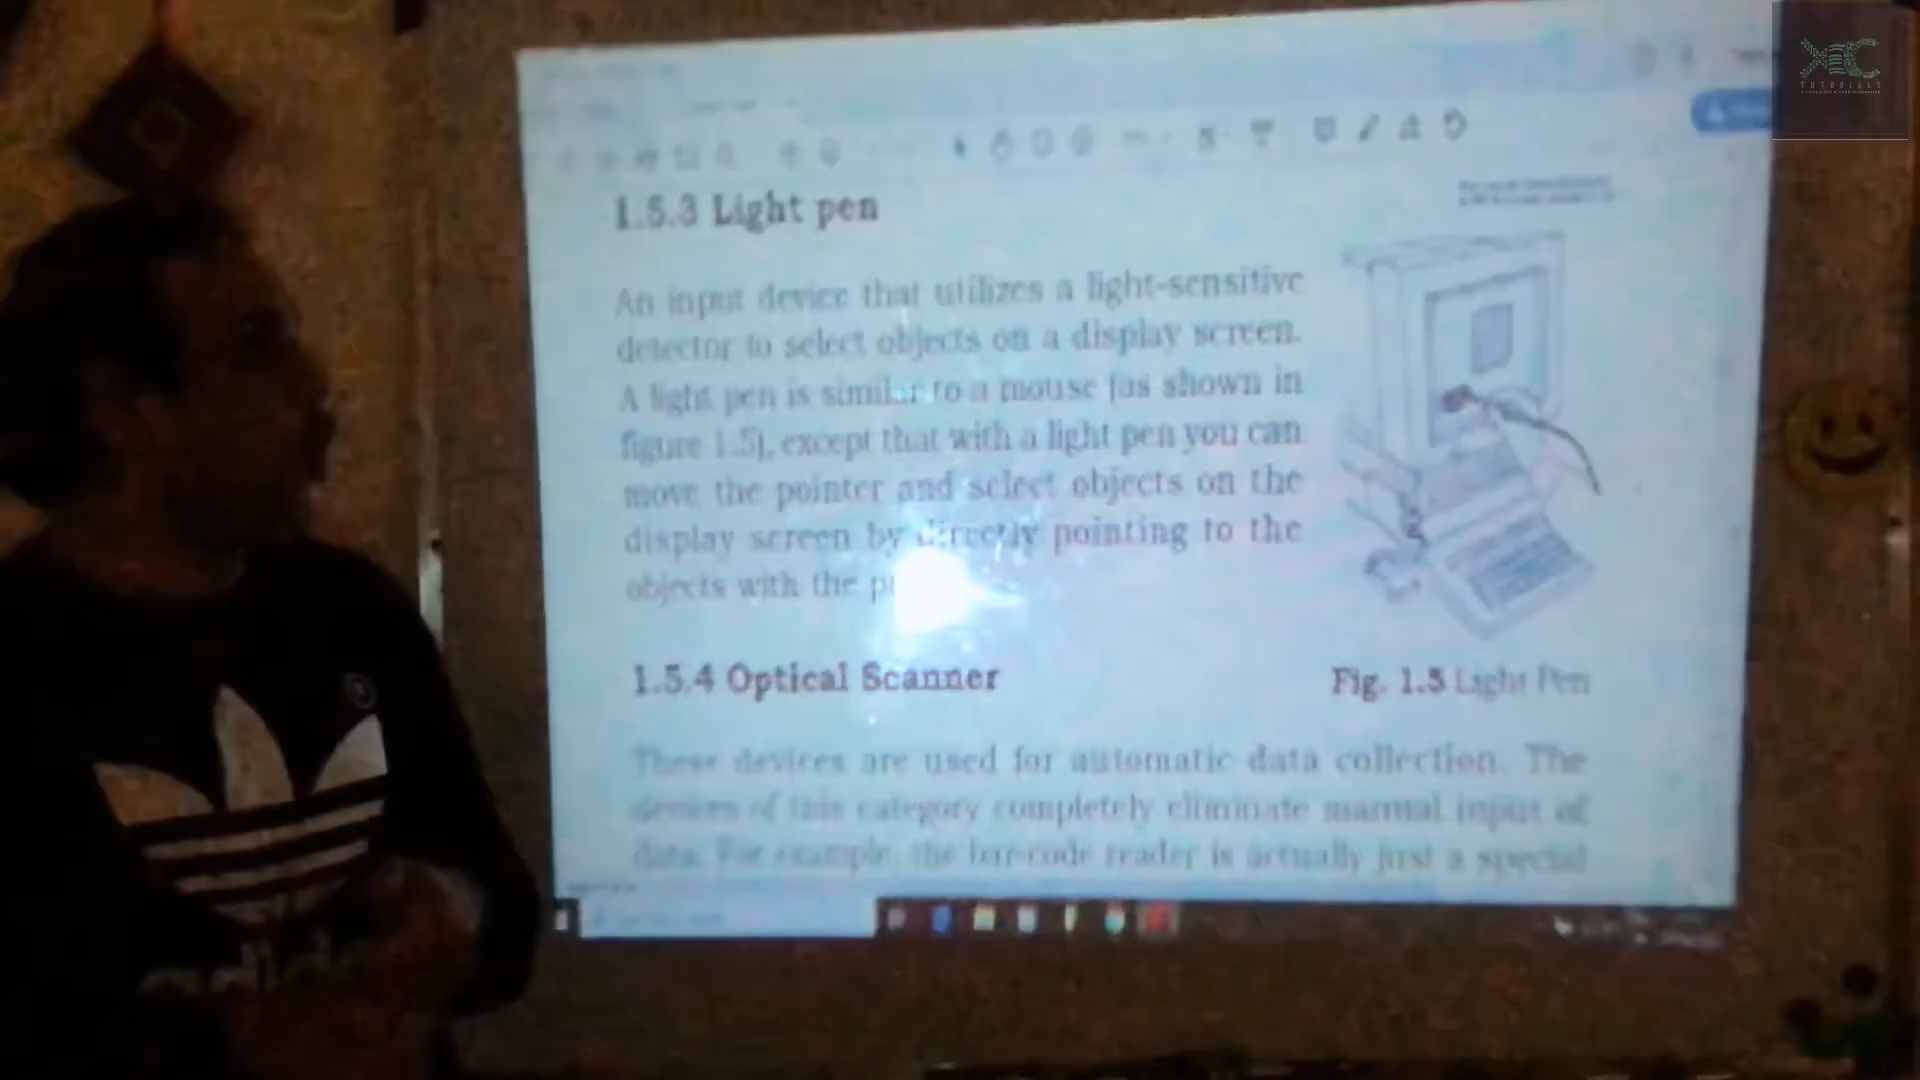 XEC
TUTORIALS
1.5.3 Light pen
An input device that utilizes a light-sensitive
detector to select objects on a display screen.
A light pen is similar to a mouse (as shown in
figure 1.5), except that with a light pen you can
move the pointer and select objects on the
display screen by directly pointing to the
objects with the
1.5.4 Optical Scanner
Fig. 1.5 Light Pen
These devices are used for automatic data collection. The
devices of this category completely eliminate manual input of
data. For example, the bar-code reader is actually just a special
adidas